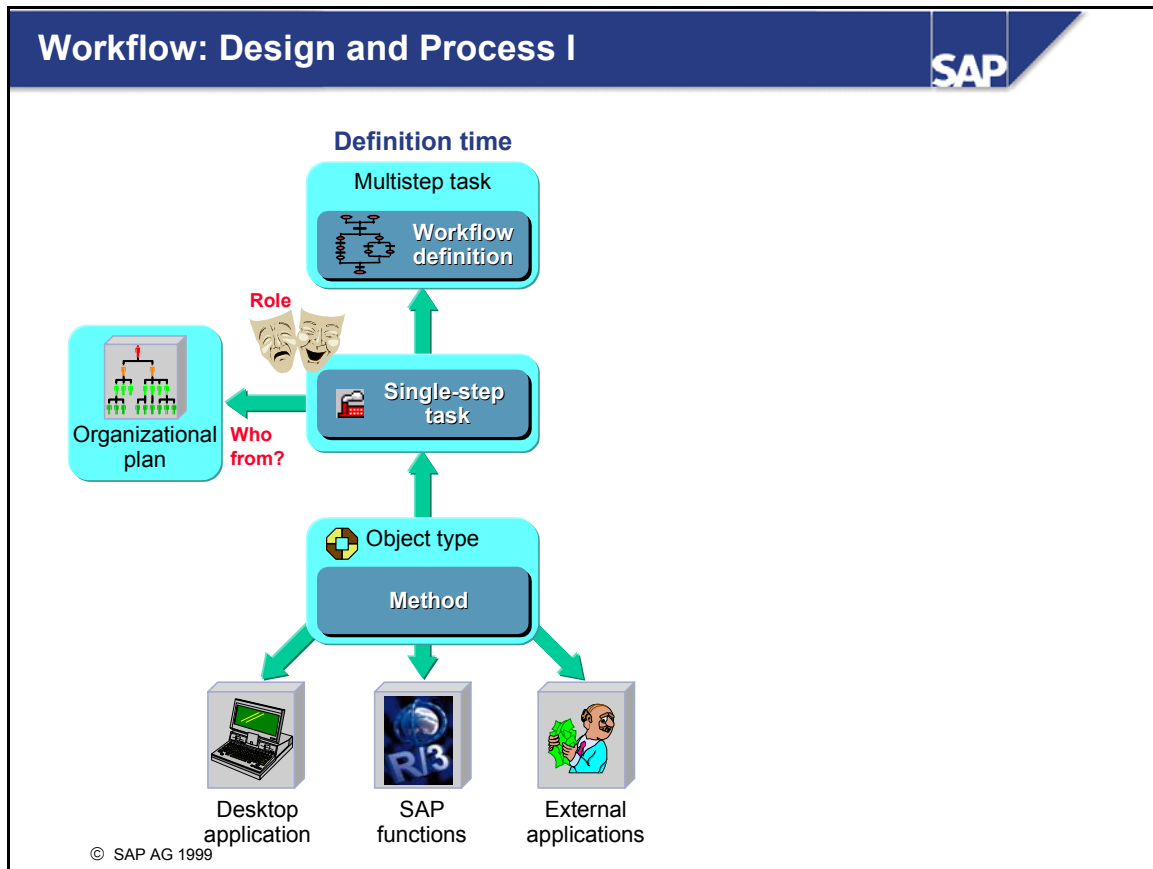 Workflow: Design and Process I
SAP
Definition time
Multistep task
Workflow
definition
Role
Single-step
task
Organizational
plan
Who
from?
Object type
Method
R/3
Desktop
application
SAP
functions
External
applications
© SAP AG 1999